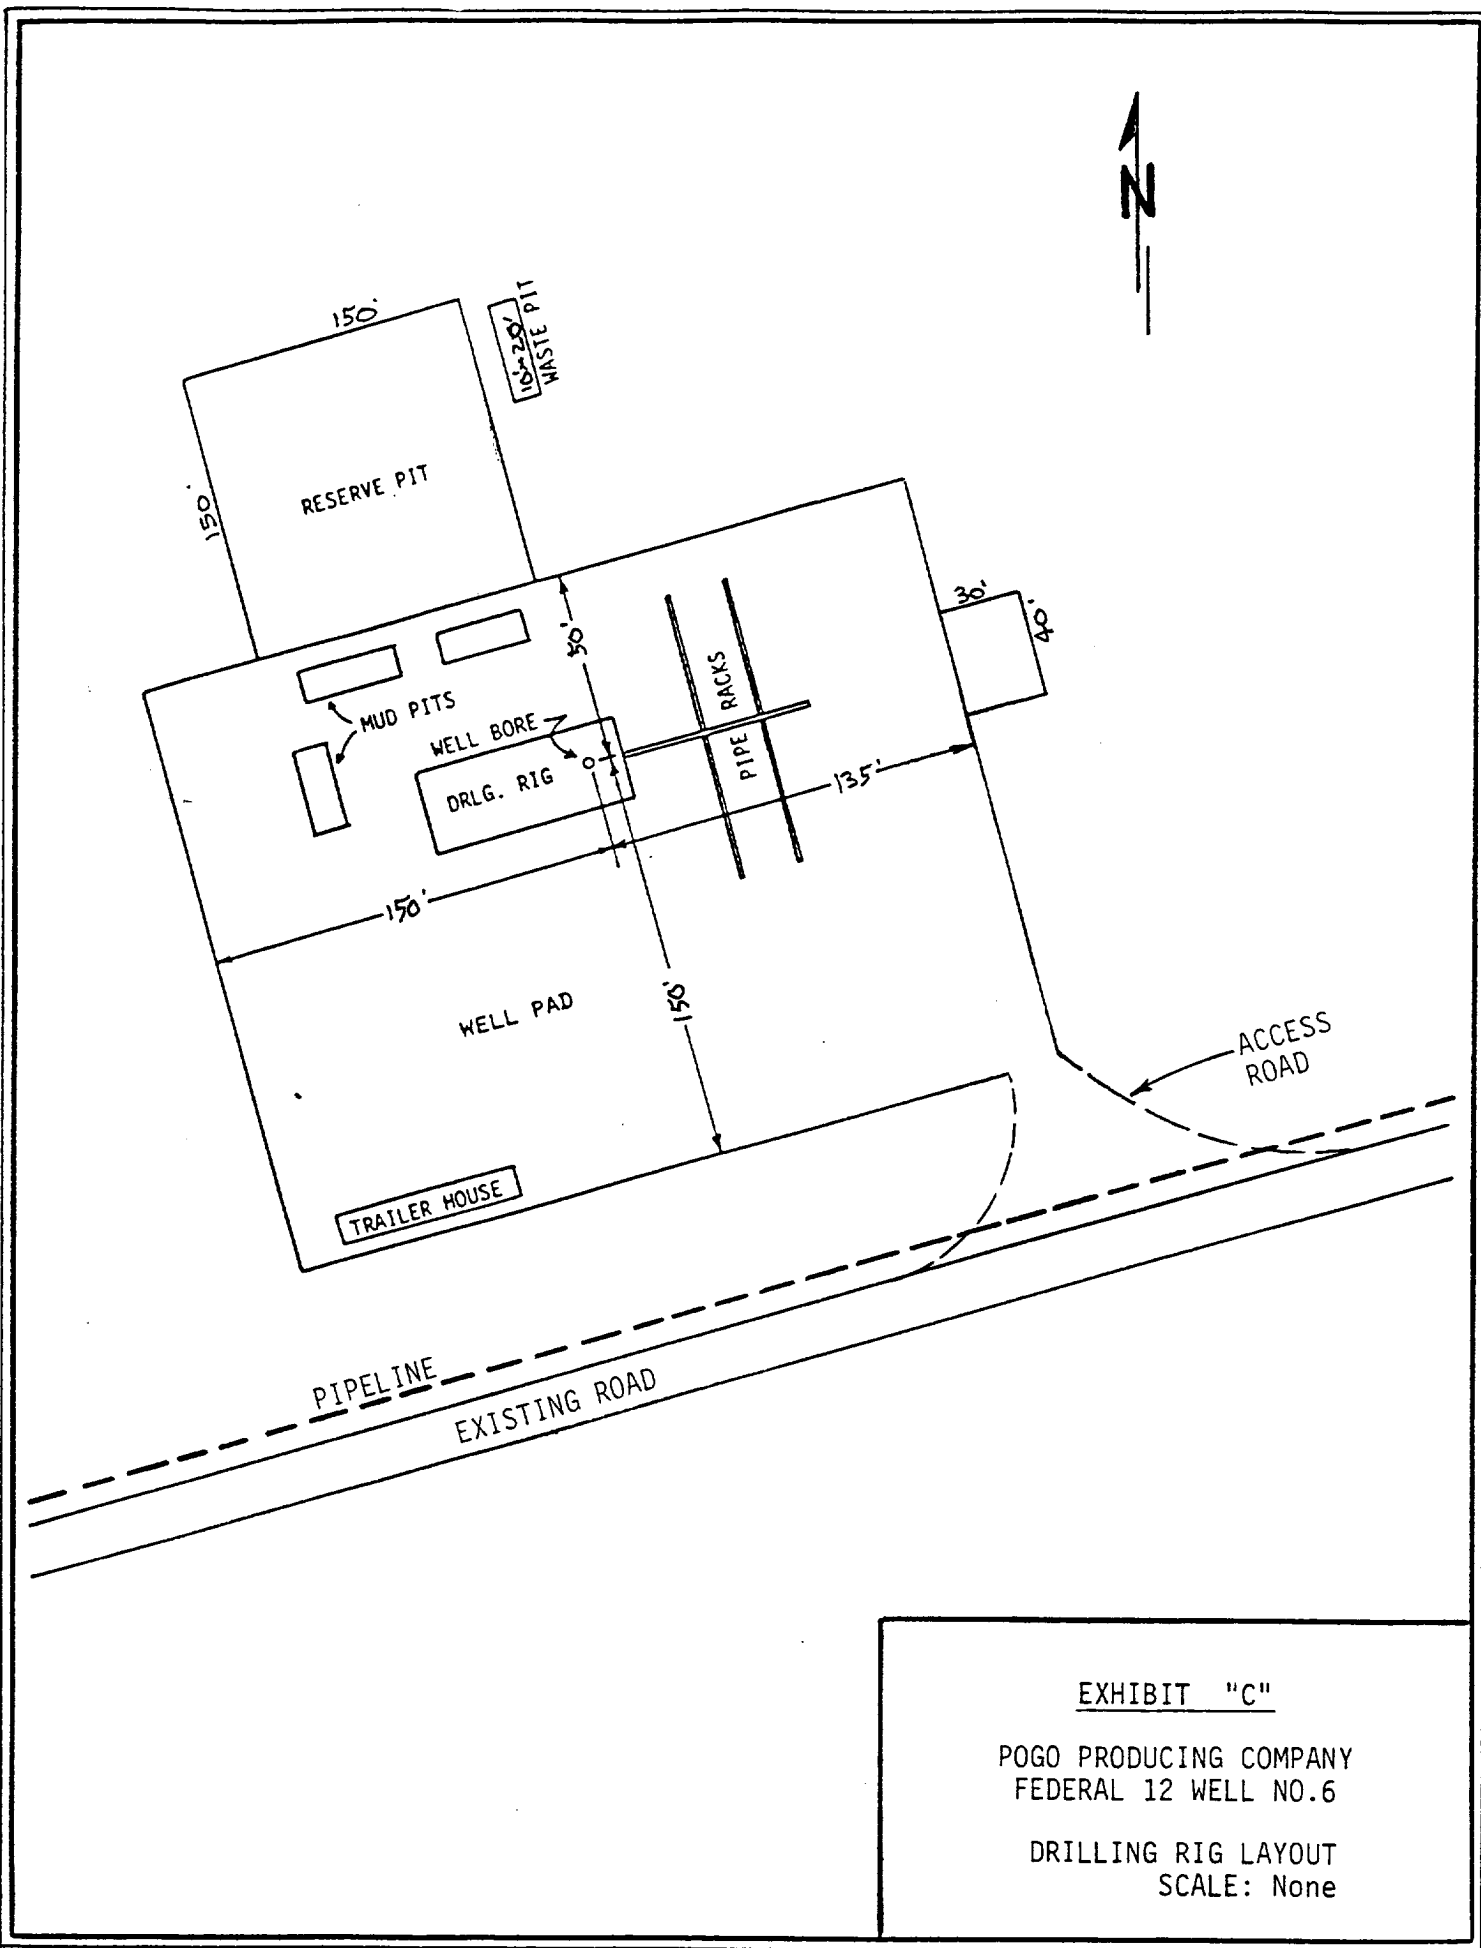 N
150'
10'x20'
WASTE PIT
150'
RESERVE PIT
30'
40'
50'
PIPE RACKS
MUD PITS
WELL BORE
DRLG. RIG
135'
150'
150'
WELL PAD
ACCESS
ROAD
TRAILER HOUSE
PIPELINE
EXISTING ROAD
EXHIBIT "C"
POGO PRODUCING COMPANY
FEDERAL 12 WELL NO.6
DRILLING RIG LAYOUT
SCALE: None